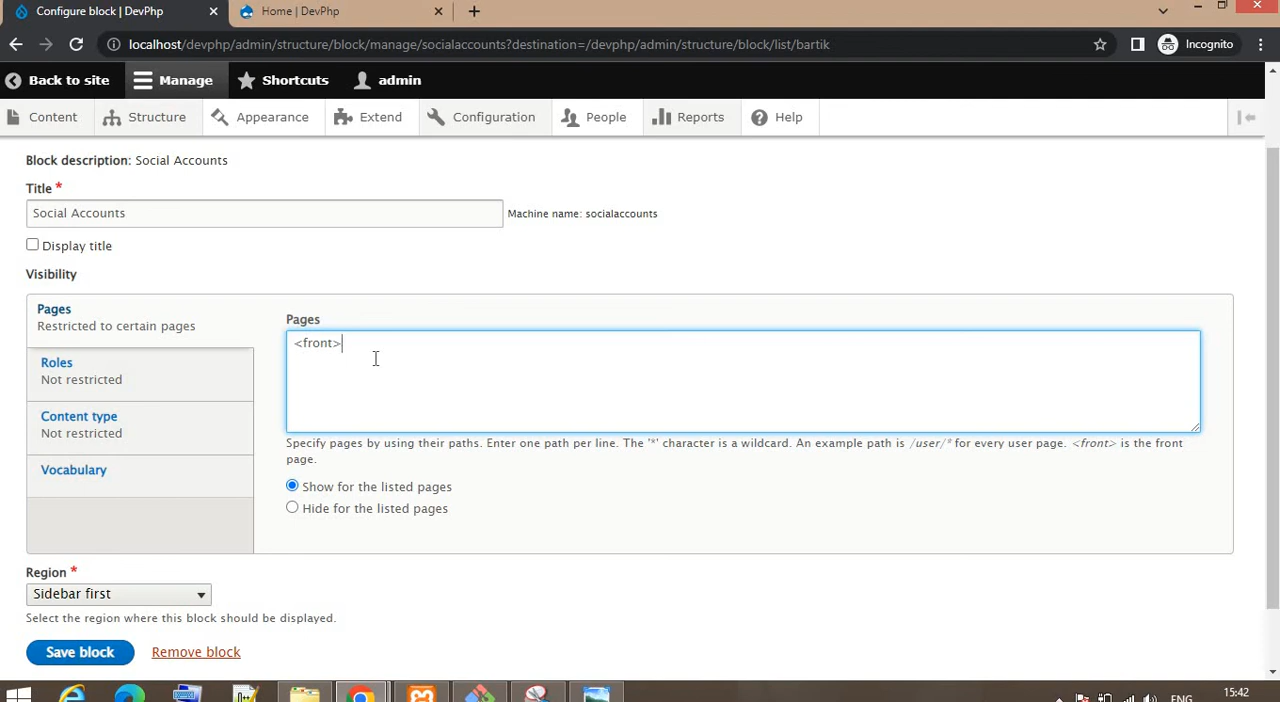 Configure block | DevPhp
Home | DevPhp
localhost/devphp/admin/structure/block/manage/socialaccounts?destination=/devphp/admin/structure/block/list/bartik
Incognito
Back to site
Manage
Shortcuts
admin
Content
Structure
Appearance
Extend
Configuration
People
Reports
Help
Block description: Social Accounts
Title *
Social Accounts
Machine name: socialaccounts
Display title
Visibility
Pages
Restricted to certain pages
Roles
Not restricted
Content type
Not restricted
Vocabulary
Pages
<front>
Specify pages by using their paths. Enter one path per line. The '*' character is a wildcard. An example path is /user/* for every user page. <front> is the front
page.
Show for the listed pages
Hide for the listed pages
Region *
Sidebar first
Select the region where this block should be displayed.
Save block
Remove block
ENG
15:42